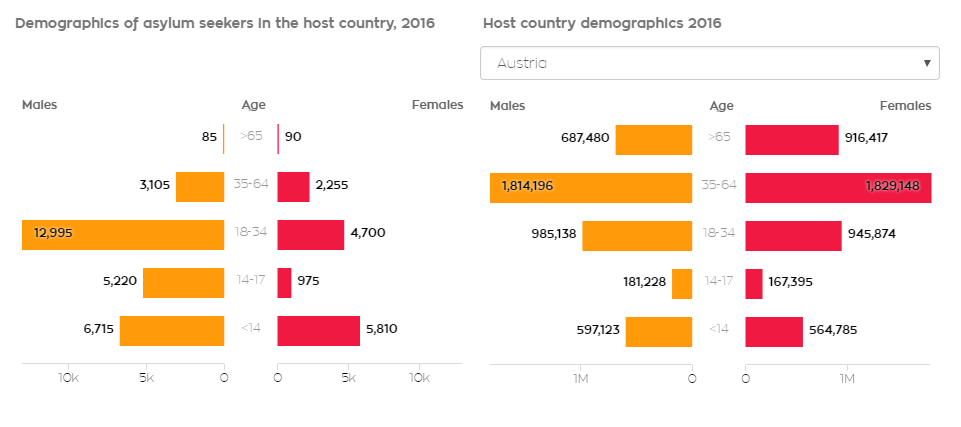 Demographics of asylum seekers in the host country, 2016
Host country demographics 2016
Austria
Males Age Females
85 >65 90
3,105 35-64 2,255
12,995 18-34 4,700
5,220 14-17 975
6,715 <14 5,810
10k 5k 0 0 5k 10k
Males Age Females
687,480 >65 916,417
1,814,196 35-64 1,829,148
985,138 18-34 945,874
181,228 14-17 167,395
597,123 <14 564,785
1M 0 0 1M